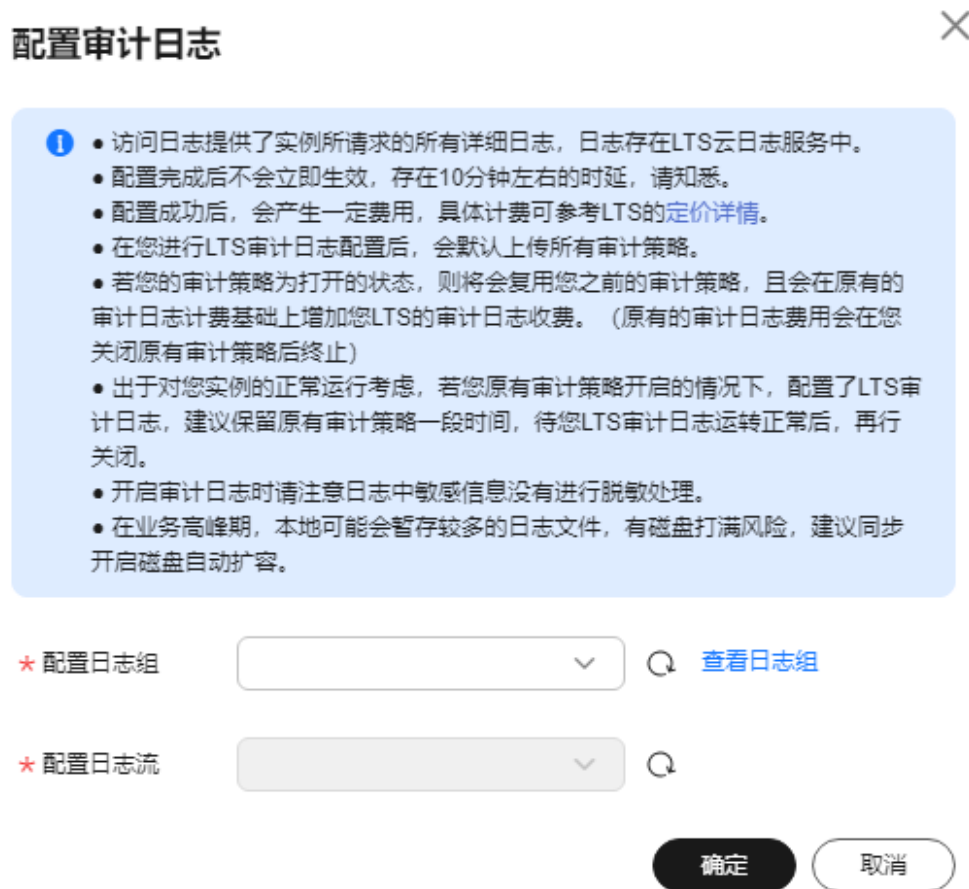 配置审计日志
● 访问日志提供了实例所请求的所有详细日志，日志存在LTS云日志服务中。
● 配置完成后不会立即生效，存在10分钟左右的时延，请知悉。
● 配置成功后，会产生一定费用，具体计费可参考LTS的定价详情。
● 在您进行LTS审计日志配置后，会默认上传所有审计策略。
● 若您的审计策略为打开的状态，则将会复用您之前的审计策略，且会在原有的
审计日志计费基础上增加您LTS的审计日志收费。（原有的审计日志费用会在您
关闭原有审计策略后终止）
● 出于对您实例的正常运行考虑，若您原有审计策略开启的情况下，配置了LTS审
计日志，建议保留原有审计策略一段时间，待您LTS审计日志运转正常后，再行
关闭。
● 开启审计日志时请注意日志中敏感信息没有进行脱敏处理。
● 在业务高峰期，本地可能会暂存较多的日志文件，有磁盘打满风险，建议同步
开启磁盘自动扩容。
* 配置日志组 查看日志组
* 配置日志流
确定 取消